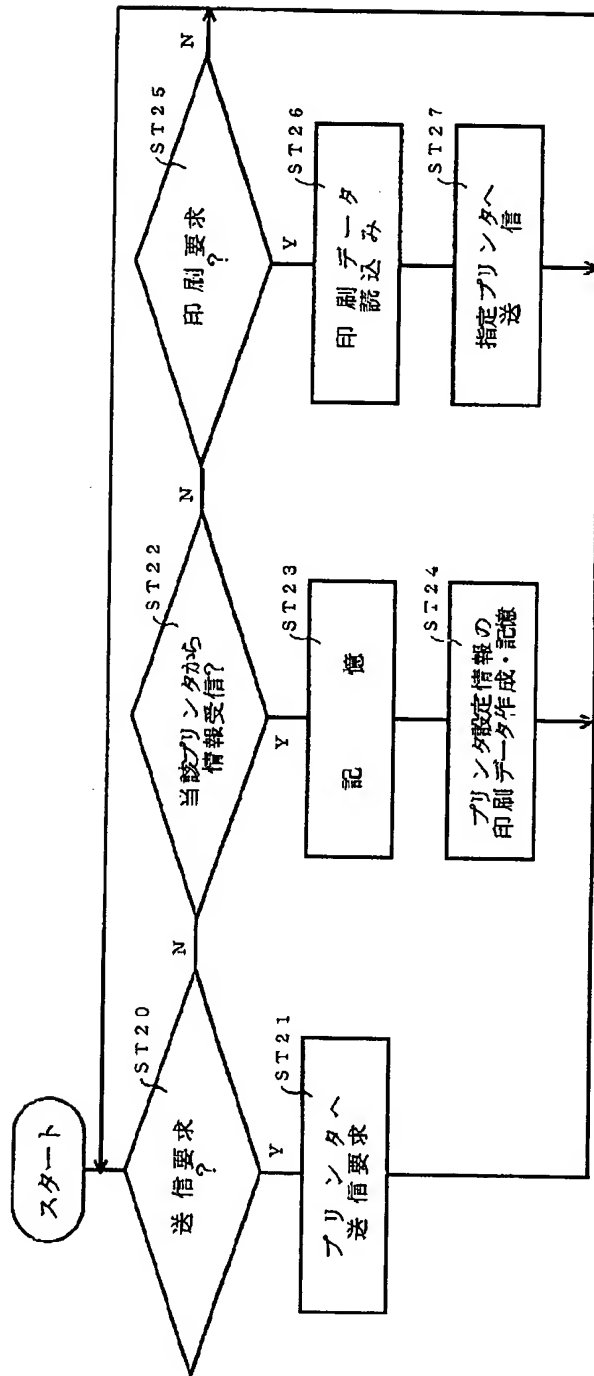 スタート
送信要求
?
ST20
N
Y
プリンタへ
送信要求
ST21
当該プリンタから
情報受信?
ST22
N
Y
記憶
ST23
プリンタ設定情報の
印刷データ作成・記憶
ST24
印刷要求
?
ST25
N
Y
印刷データ
読込み
ST26
指定プリンタへ
送信
ST27